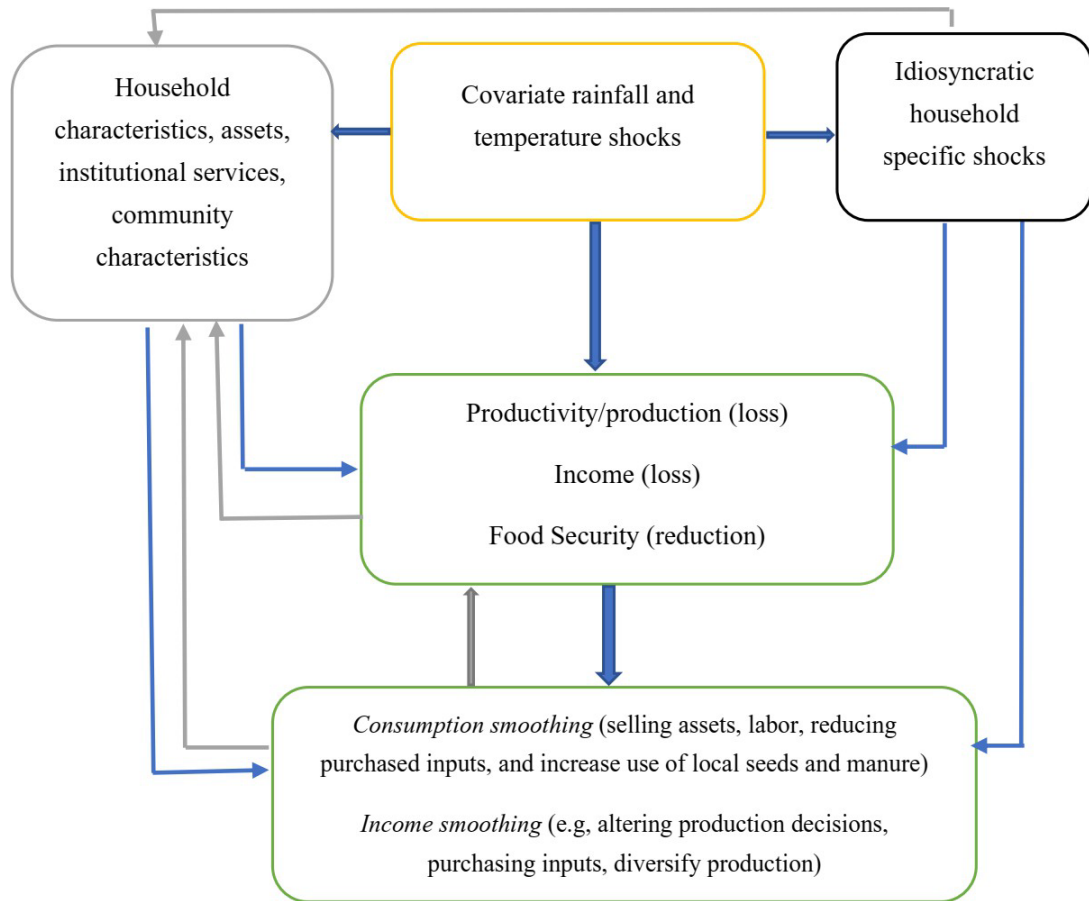 Household
characteristics, assets,
institutional services,
community
characteristics
Covariate rainfall and
temperature shocks
Idiosyncratic
household
specific shocks
Productivity/production (loss)
Income (loss)
Food Security (reduction)
Consumption smoothing (selling assets, labor, reducing
purchased inputs, and increase use of local seeds and manure)
Income smoothing (e.g, altering production decisions,
purchasing inputs, diversify production)